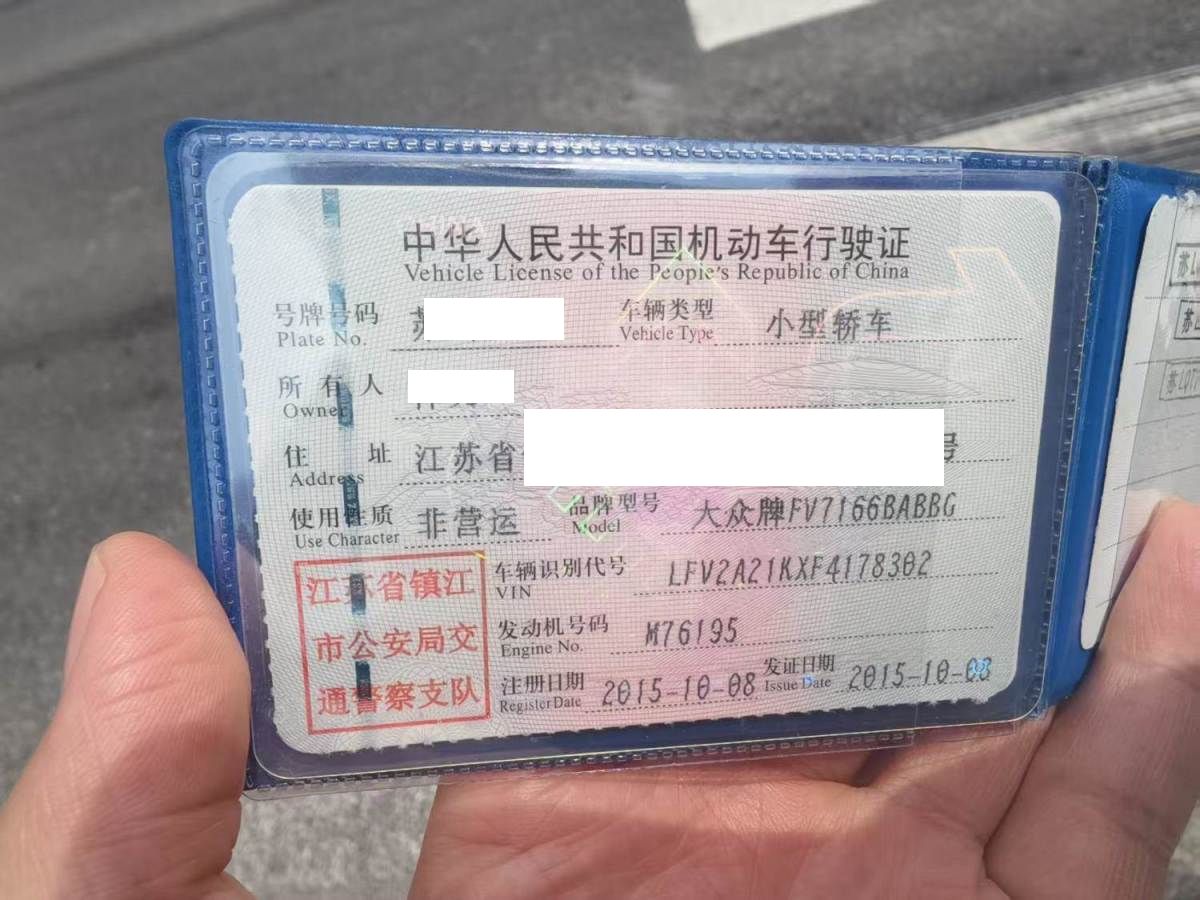 中华人民共和国机动车行驶证
Vehicle License of the People's Republic of China
号牌号码 苏 车辆类型 小型轿车
Plate No. Vehicle Type
所有人
Owner
住址 江苏省 号
Address
使用性质 非营运 品牌型号 大众牌FV7166BABBG
Use Character Model
江苏省镇江 车辆识别代号 LFV2A21KXF4178302
VIN
市公安局交 发动机号码 M76195
Engine No.
通警察支队 注册日期 2015-10-08 发证日期 2015-10-08
Register Date Issue Date